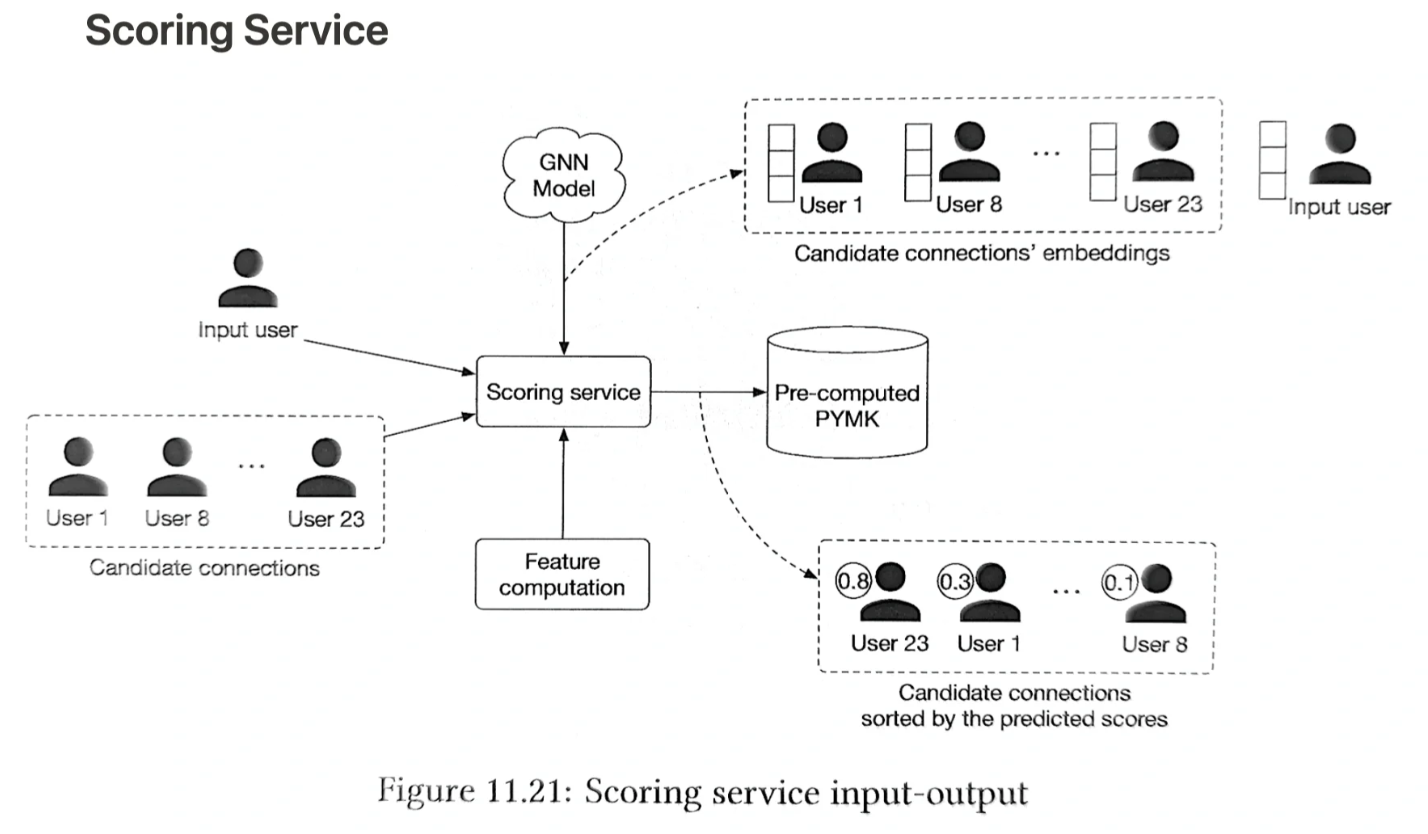 Scoring Service
GNN
Model
User 1
User 8
...
User 23
Input user
Candidate connections' embeddings
Input user
Scoring service
Pre-computed
PYMK
User 1
User 8
...
User 23
Candidate connections
Feature
computation
0.8
0.3
...
0.1
User 23
User 1
User 8
Candidate connections
sorted by the predicted scores
Figure 11.21: Scoring service input-output